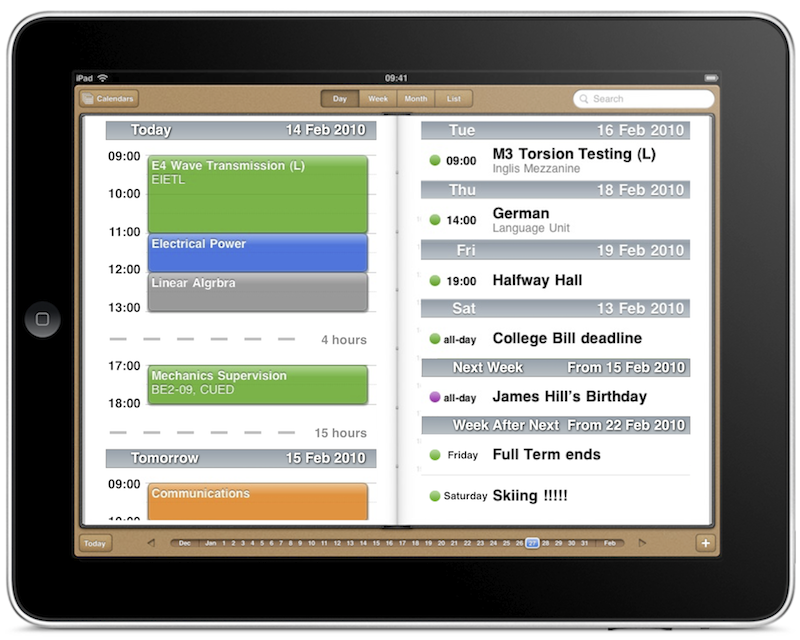 iPad 09:41
Calendars Day Week Month List Search
Today 14 Feb 2010
09:00
E4 Wave Transmission (L)
EIETL
10:00
11:00
Electrical Power
12:00
Linear Algrbra
13:00
4 hours
17:00
Mechanics Supervision
BE2-09, CUED
18:00
15 hours
Tomorrow 15 Feb 2010
09:00
Communications
10:00
Tue 16 Feb 2010
09:00 M3 Torsion Testing (L)
Inglis Mezzanine
Thu 18 Feb 2010
14:00 German
Language Unit
Fri 19 Feb 2010
19:00 Halfway Hall
Sat 13 Feb 2010
all-day College Bill deadline
Next Week From 15 Feb 2010
all-day James Hill's Birthday
Week After Next From 22 Feb 2010
Friday Full Term ends
Saturday Skiing !!!!!
Today Dec Jan 1 2 3 4 5 6 7 8 9 10 11 12 13 14 15 16 17 18 19 20 21 22 23 24 25 26 27 28 29 30 31 Feb +